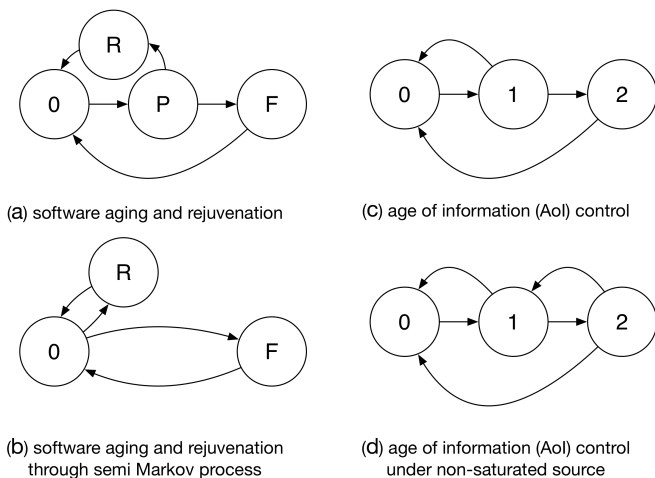 R
0
P
F
(a) software aging and rejuvenation
0
1
2
(c) age of information (AoI) control
R
0
F
(b) software aging and rejuvenation
through semi Markov process
0
1
2
(d) age of information (AoI) control
under non-saturated source